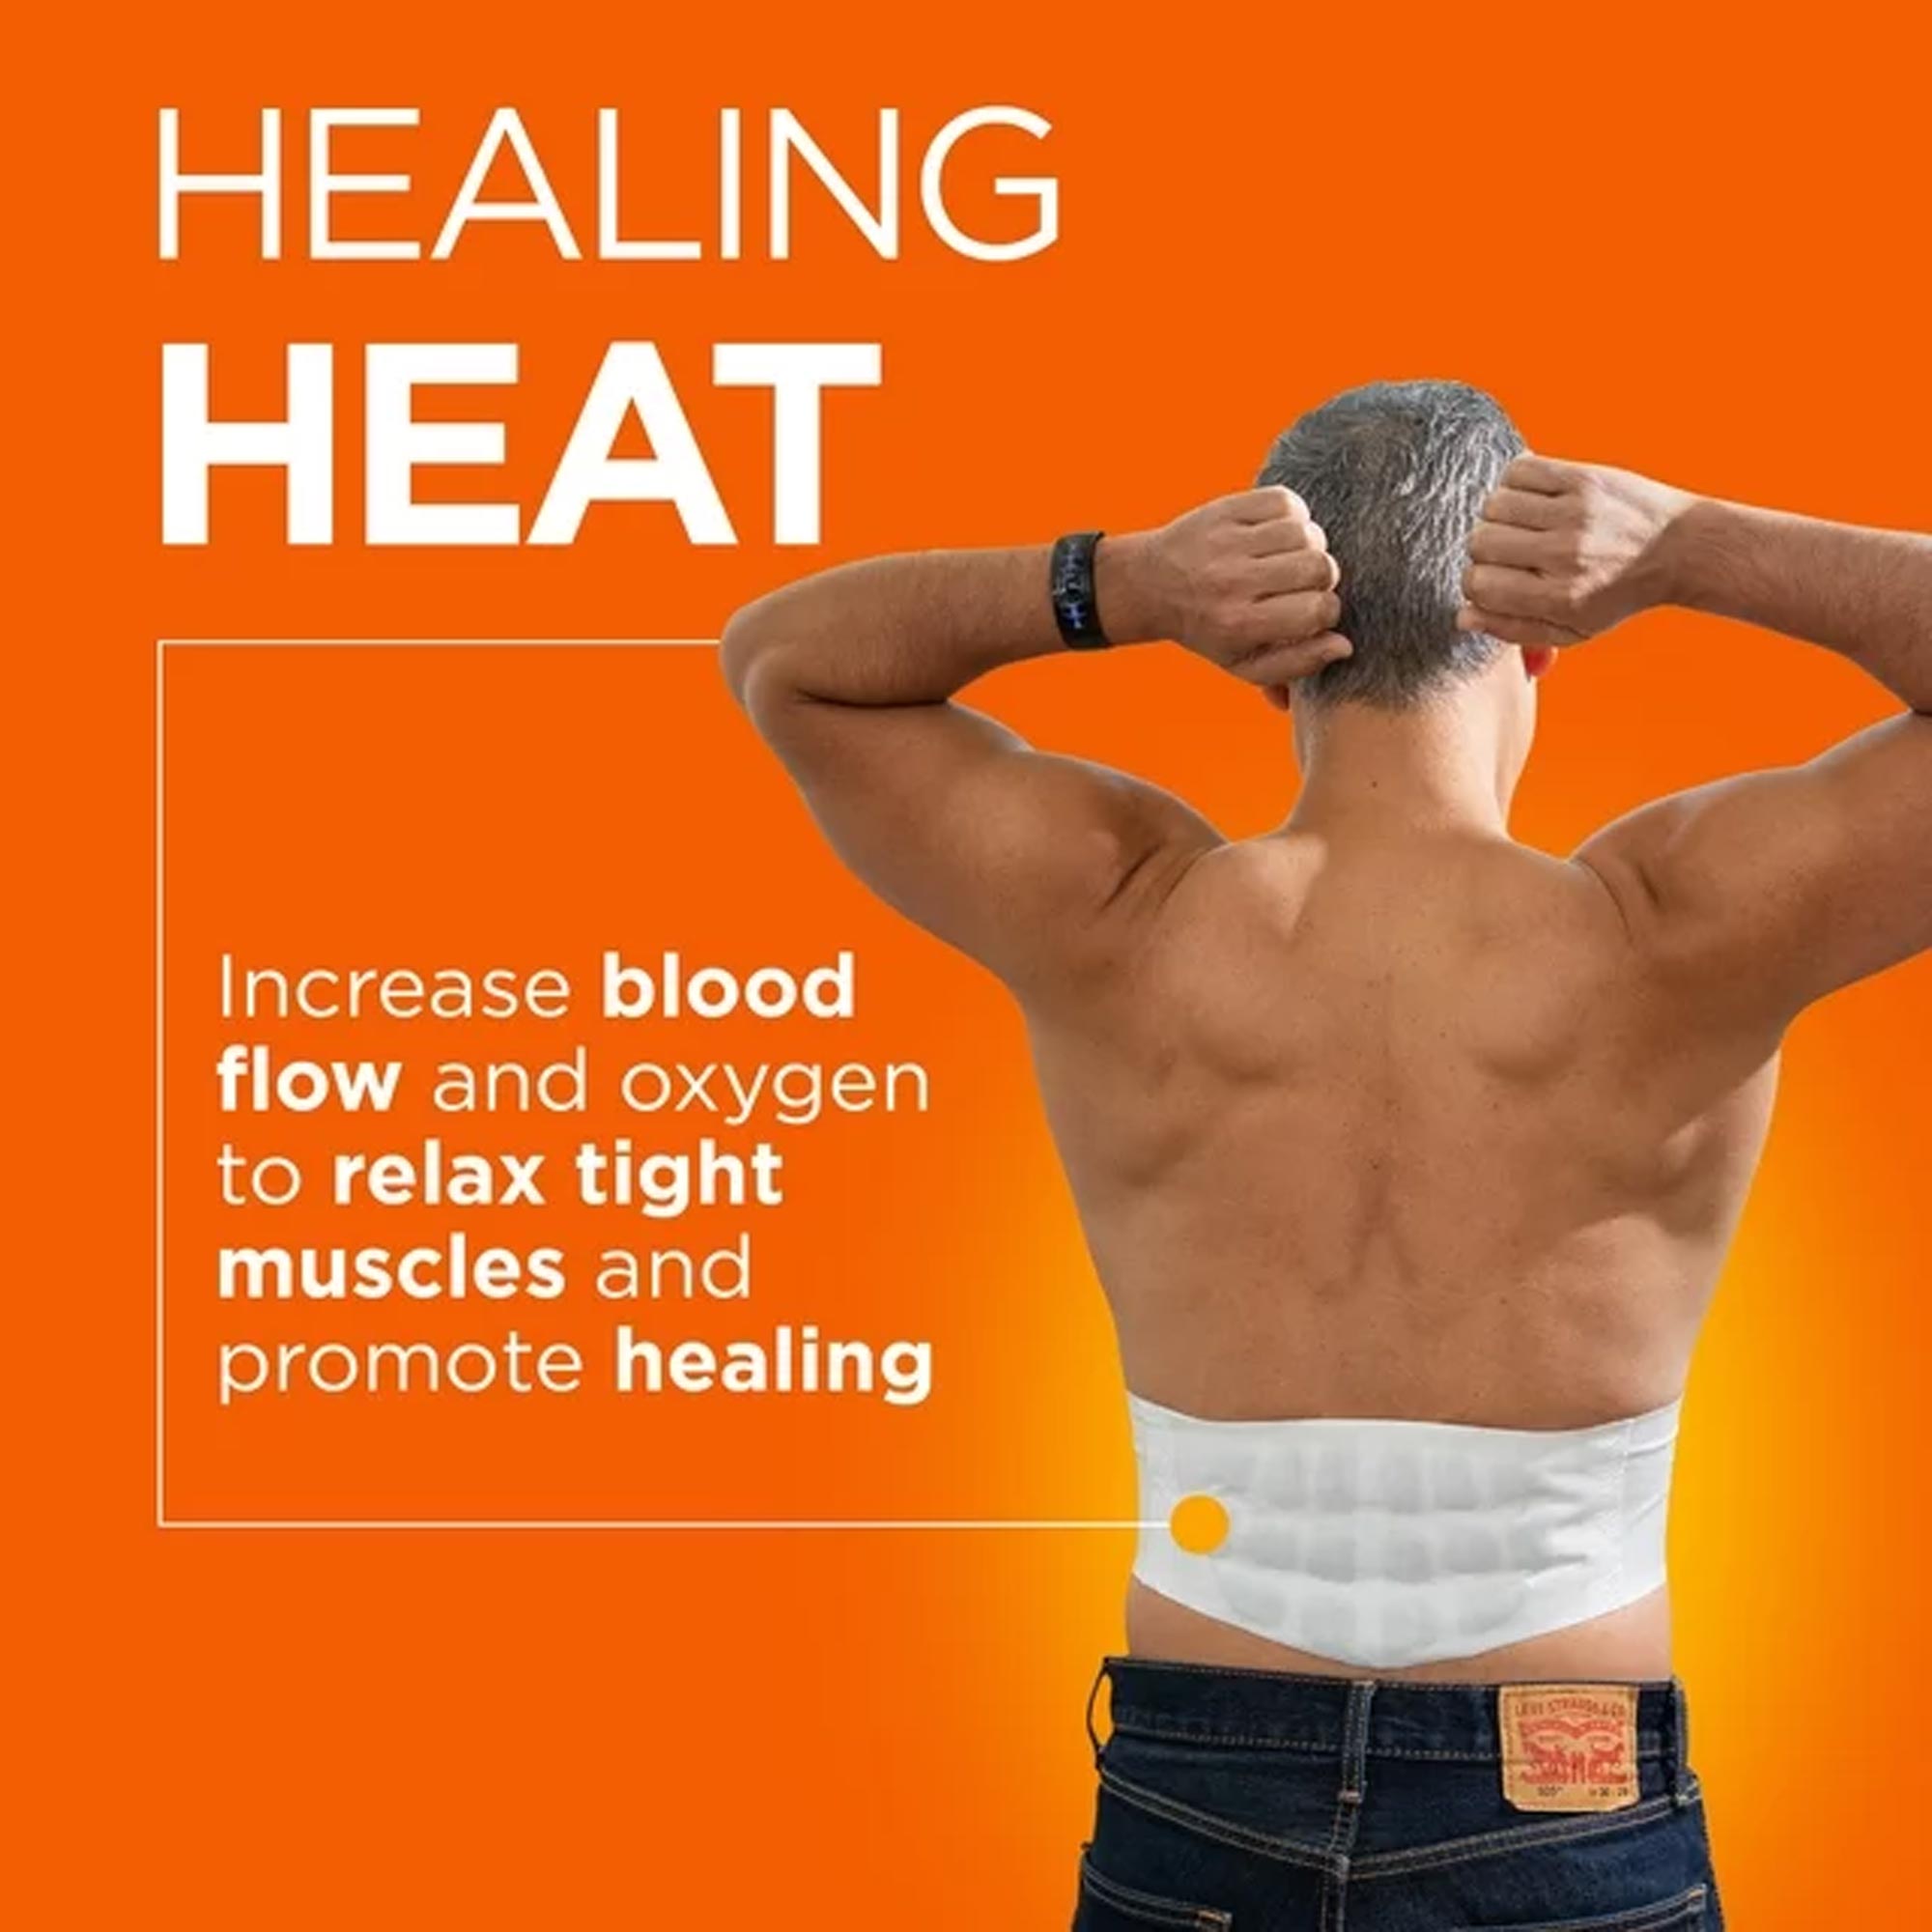 HEALING
HEAT
Increase blood
flow and oxygen
to relax tight
muscles and
promote healing
LEVI STRAUSS & CO